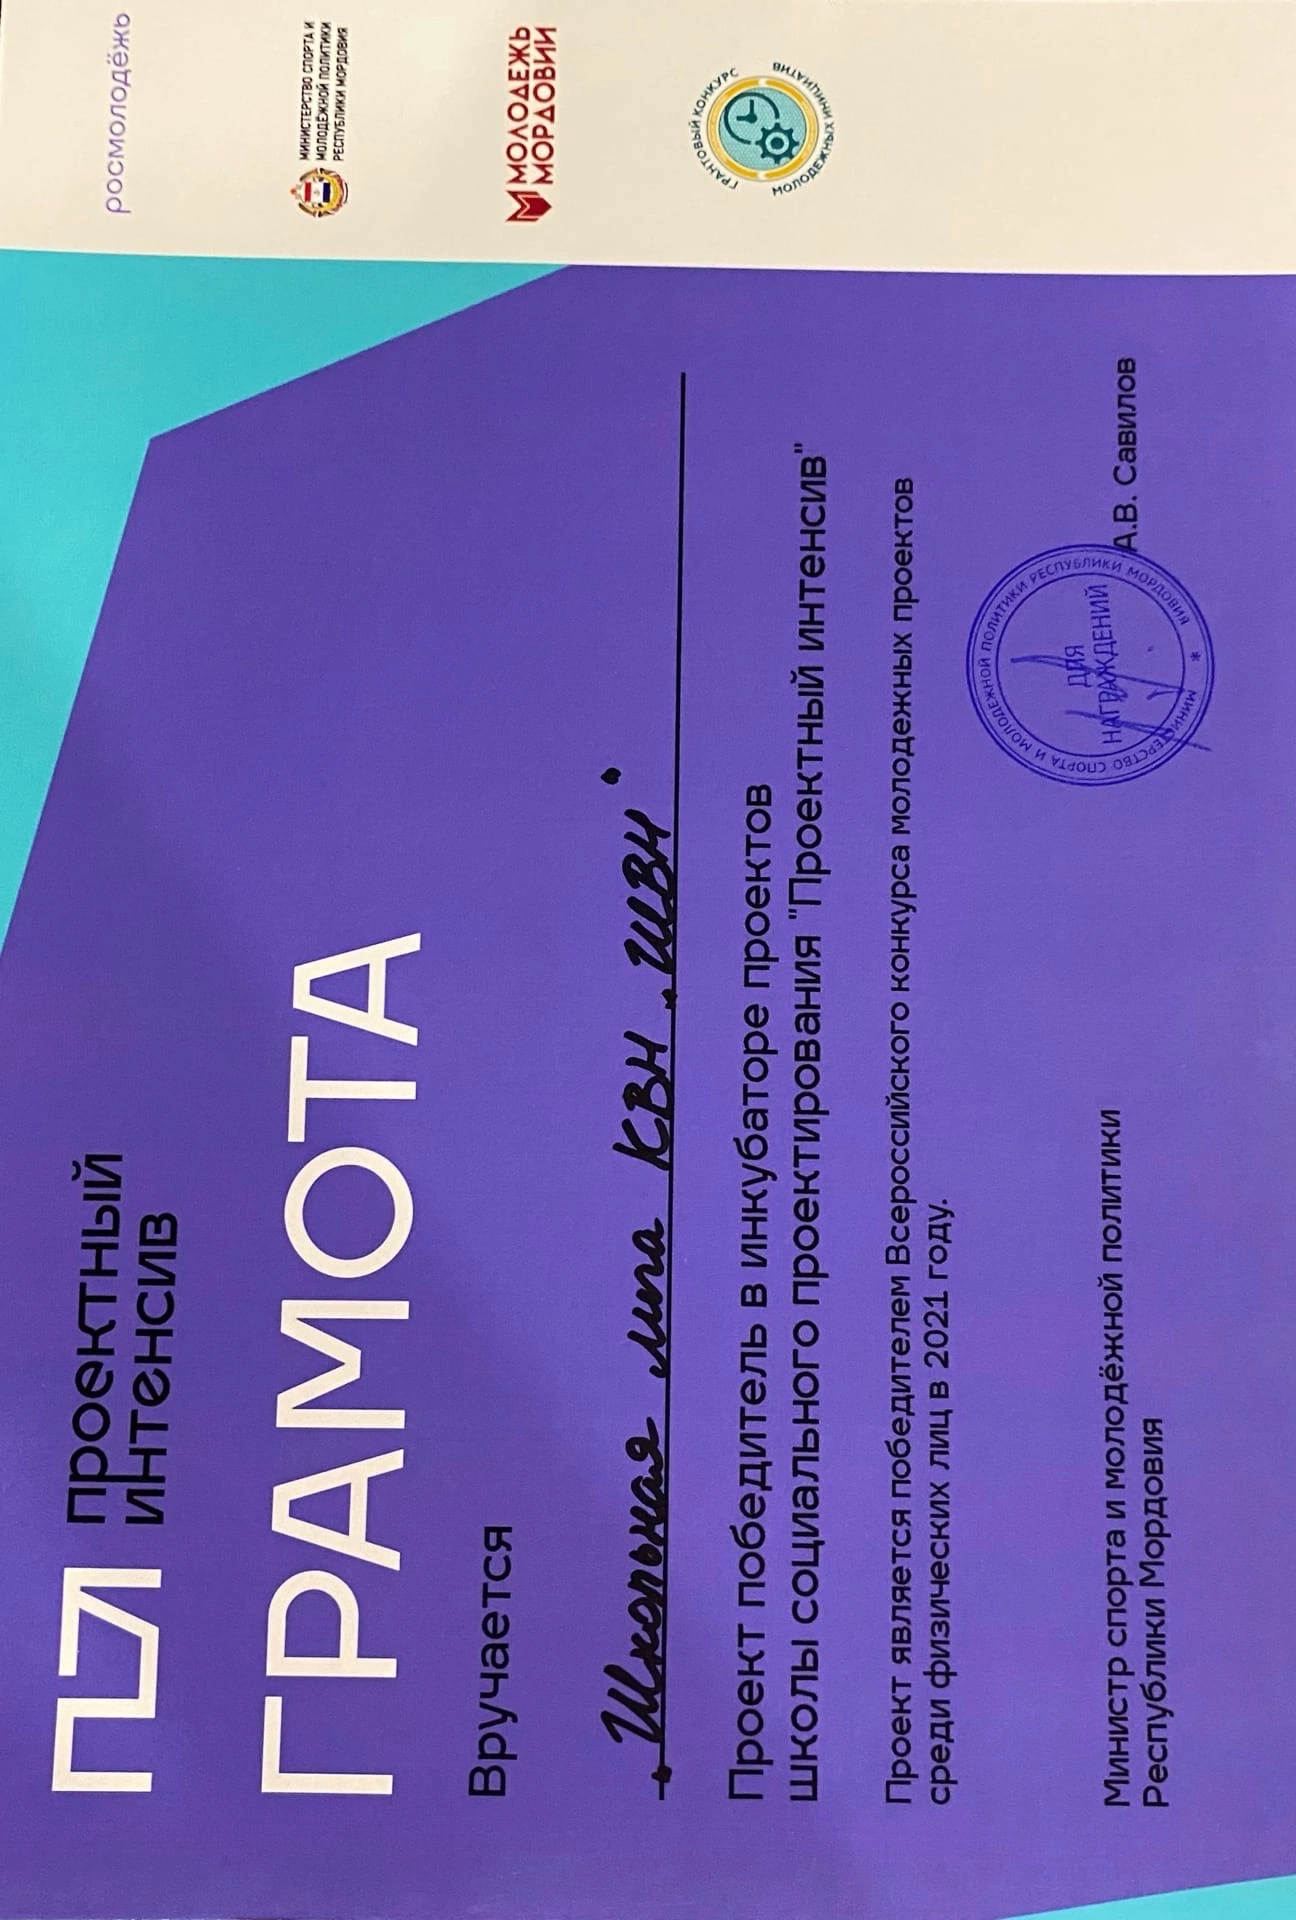 росмолодёжь
МИНИСТЕРСТВО СПОРТА И
МОЛОДЁЖНОЙ ПОЛИТИКИ
РЕСПУБЛИКИ МОРДОВИЯ
МОЛОДЕЖЬ
МОРДОВИИ
ГРАНТОВЫЙ КОНКУРС
МОЛОДЕЖНЫХ ИНИЦИАТИВ
проектный
интенсив
ГРАМОТА
Вручается
Школьная лига КВН „ШВН"
Проект победитель в инкубаторе проектов
школы социального проектирования "Проектный интенсив"
Проект является победителем Всероссийского конкурса молодежных проектов
среди физических лиц в 2021 году.
Министр спорта и молодёжной политики
Республики Мордовия
А.В. Савилов
МИНИСТЕРСТВО СПОРТА И МОЛОДЕЖНОЙ ПОЛИТИКИ РЕСПУБЛИКИ МОРДОВИЯ *
ДЛЯ
НАГРАЖДЕНИЙ